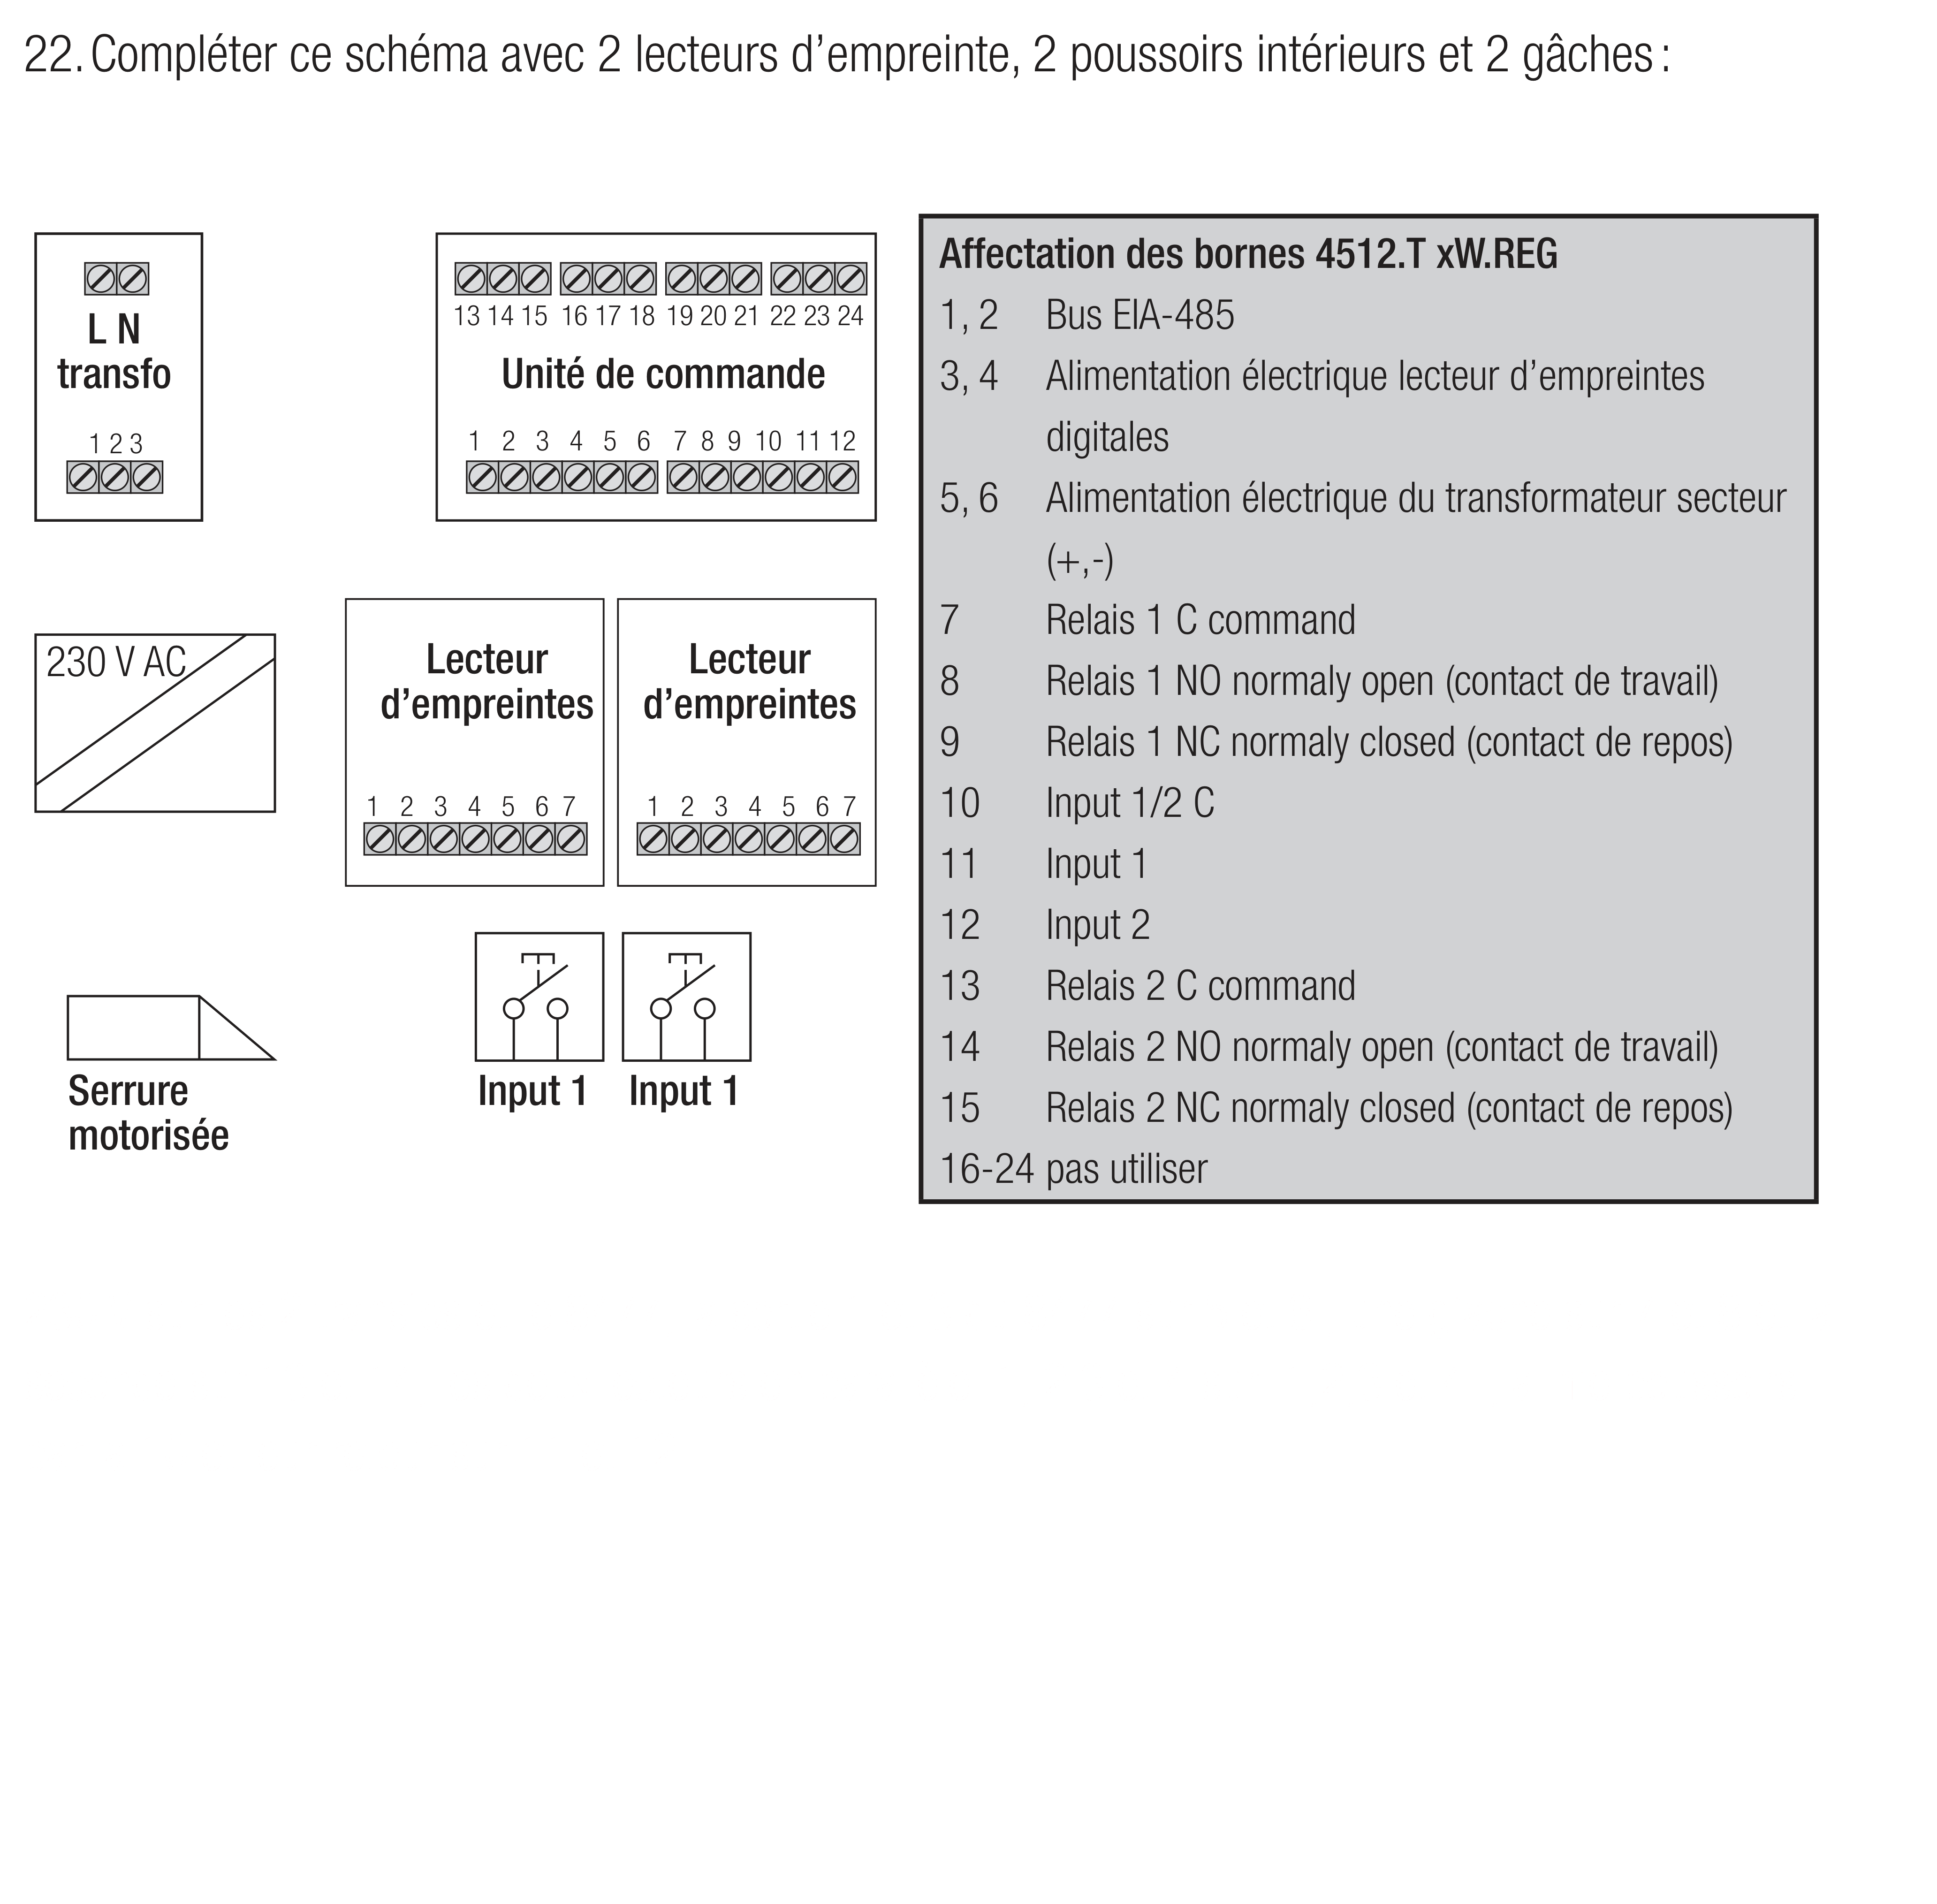 22. Compléter ce schéma avec 2 lecteurs d’empreinte, 2 poussoirs intérieurs et 2 gâches :
L N
transfo
1 2 3
13 14 15 16 17 18 19 20 21 22 23 24
Unité de commande
1 2 3 4 5 6 7 8 9 10 11 12
230 V AC
Lecteur
d’empreintes
1 2 3 4 5 6 7
Lecteur
d’empreintes
1 2 3 4 5 6 7
Serrure
motorisée
Input 1
Input 1
Affectation des bornes 4512.T xW.REG
1, 2 Bus EIA-485
3, 4 Alimentation électrique lecteur d’empreintes
digitales
5, 6 Alimentation électrique du transformateur secteur
(+,-)
7 Relais 1 C command
8 Relais 1 NO normaly open (contact de travail)
9 Relais 1 NC normaly closed (contact de repos)
10 Input 1/2 C
11 Input 1
12 Input 2
13 Relais 2 C command
14 Relais 2 NO normaly open (contact de travail)
15 Relais 2 NC normaly closed (contact de repos)
16-24 pas utiliser